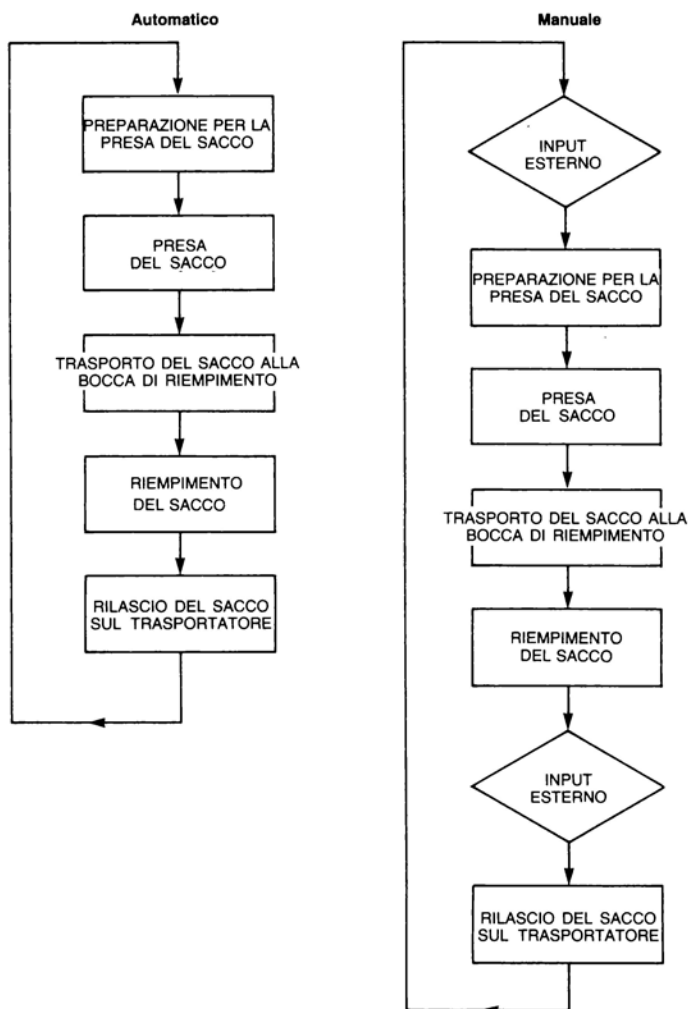 Automatico
PREPARAZIONE PER LA
PRESA DEL SACCO
PRESA
DEL SACCO
TRASPORTO DEL SACCO ALLA
BOCCA DI RIEMPIMENTO
RIEMPIMENTO
DEL SACCO
RILASCIO DEL SACCO
SUL TRASPORTATORE
Manuale
INPUT
ESTERNO
PREPARAZIONE PER LA
PRESA DEL SACCO
PRESA
DEL SACCO
TRASPORTO DEL SACCO ALLA
BOCCA DI RIEMPIMENTO
RIEMPIMENTO
DEL SACCO
INPUT
ESTERNO
RILASCIO DEL SACCO
SUL TRASPORTATORE